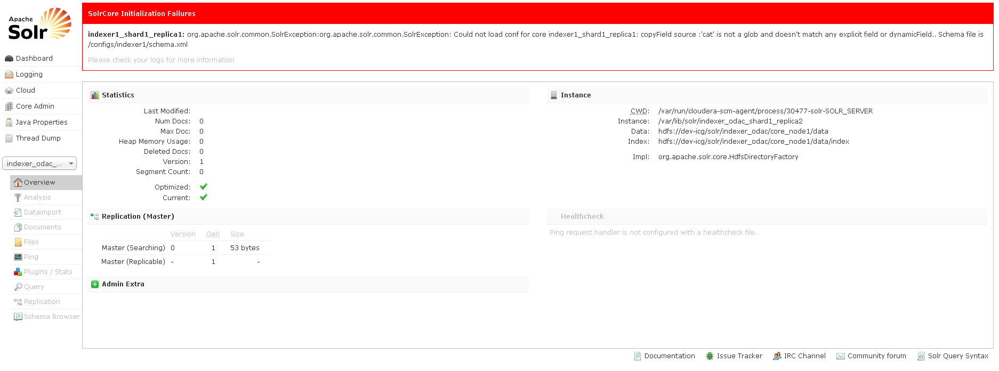 Apache
Solr
Dashboard
Logging
Cloud
Core Admin
Java Properties
Thread Dump
indexer_odac_...
Overview
Analysis
Dataimport
Documents
Files
Ping
Plugins / Stats
Query
Replication
Schema Browser
SolrCore Initialization Failures
indexer1_shard1_replica1: org.apache.solr.common.SolrException:org.apache.solr.common.SolrException: Could not load conf for core indexer1_shard1_replica1: copyField source :'cat' is not a glob and doesn't match any explicit field or dynamicField.. Schema file is
/configs/indexer1/schema.xml
Please check your logs for more information
Statistics
Last Modified:
Num Docs: 0
Max Doc: 0
Heap Memory Usage: 0
Deleted Docs: 0
Version: 1
Segment Count: 0
Optimized:
Current:
Replication (Master)
Version Gen Size
Master (Searching) 0 1 53 bytes
Master (Replicable) - 1 -
Admin Extra
Instance
CWD: /var/run/cloudera-scm-agent/process/30477-solr-SOLR_SERVER
Instance: /var/lib/solr/indexer_odac_shard1_replica2
Data: hdfs://dev-icg/solr/indexer_odac/core_node1/data
Index: hdfs://dev-icg/solr/indexer_odac/core_node1/data/index
Impl: org.apache.solr.core.HdfsDirectoryFactory
Healthcheck
Ping request handler is not configured with a healthcheck file.
Documentation Issue Tracker IRC Channel Community forum Solr Query Syntax